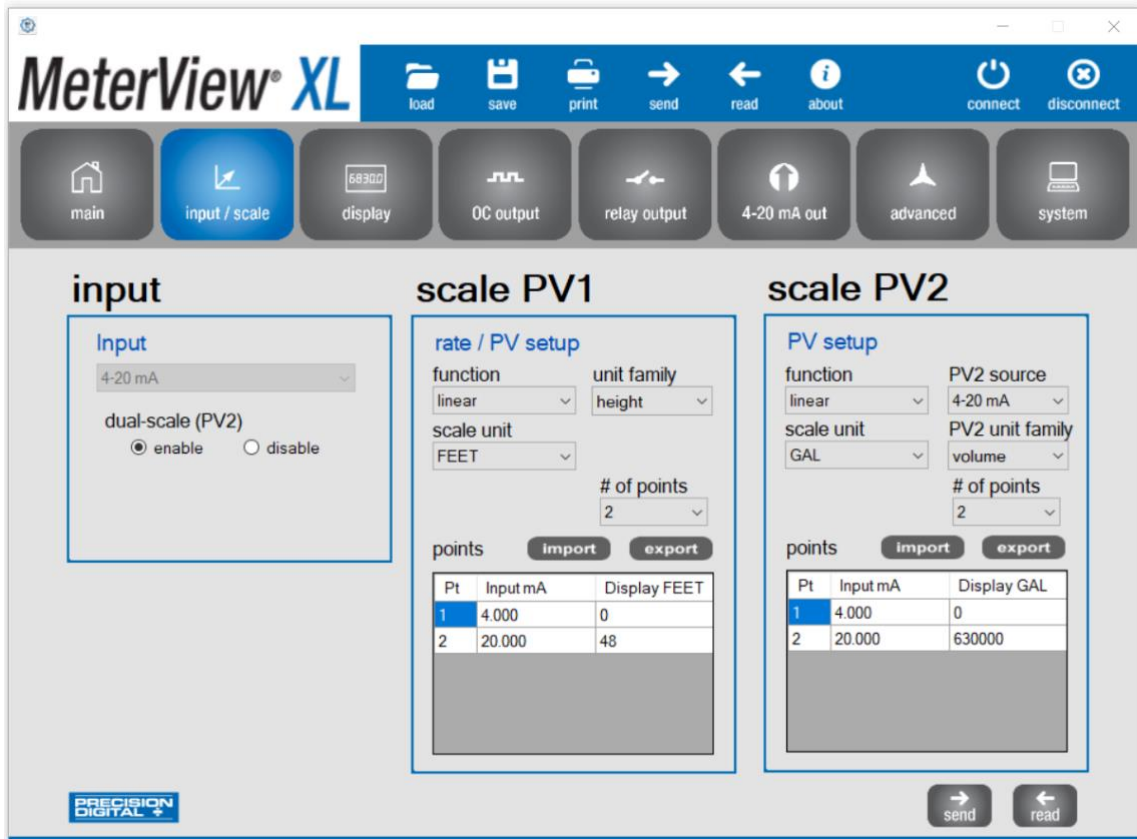 MeterView® XL
load save print send read about connect disconnect
main input / scale display OC output relay output 4-20 mA out advanced system
68300
input
Input
4-20 mA
dual-scale (PV2)
enable disable
scale PV1
rate / PV setup
function unit family
linear height
scale unit
FEET
# of points
2
points import export
Pt Input mA Display FEET
1 4.000 0
2 20.000 48
scale PV2
PV setup
function PV2 source
linear 4-20 mA
scale unit PV2 unit family
GAL volume
# of points
2
points import export
Pt Input mA Display GAL
1 4.000 0
2 20.000 630000
PRECISION
DIGITAL
send read